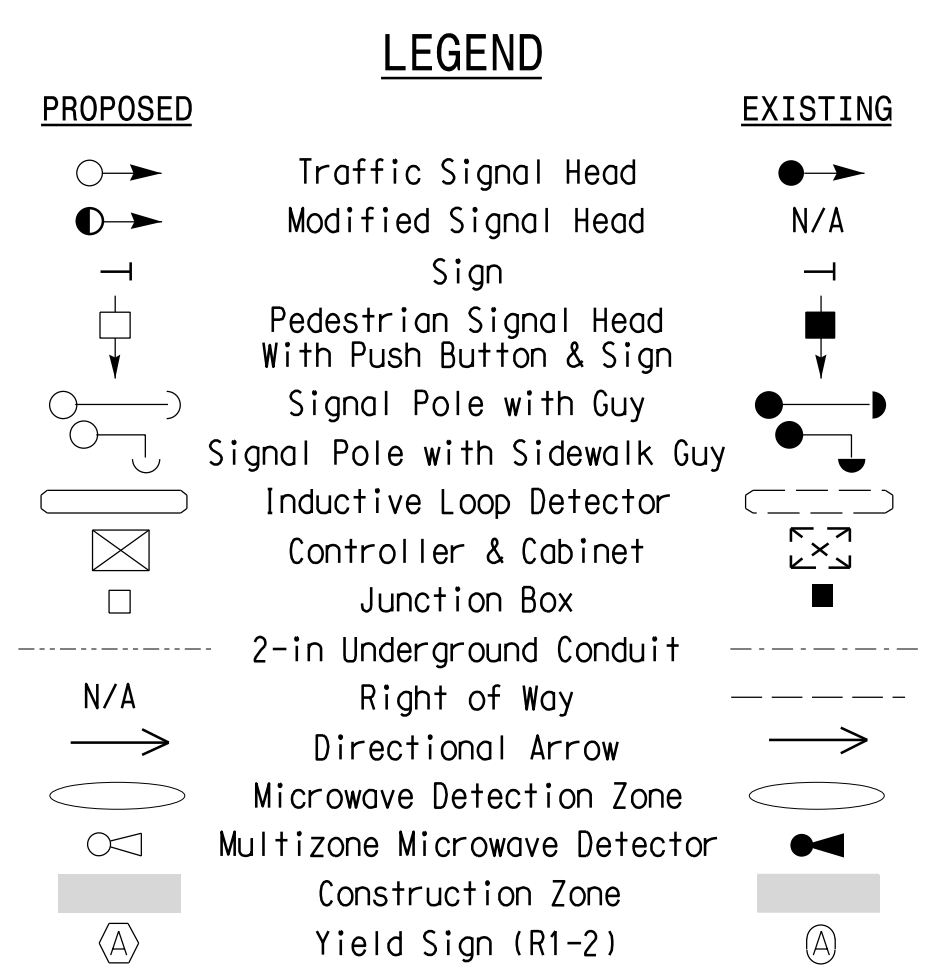 LEGEND
PROPOSED EXISTING
Traffic Signal Head
Modified Signal Head N/A
Sign
Pedestrian Signal Head
With Push Button & Sign
Signal Pole with Guy
Signal Pole with Sidewalk Guy
Inductive Loop Detector
Controller & Cabinet
Junction Box
2-in Underground Conduit
N/A Right of Way
Directional Arrow
Microwave Detection Zone
Multizone Microwave Detector
Construction Zone
A Yield Sign (R1-2) A